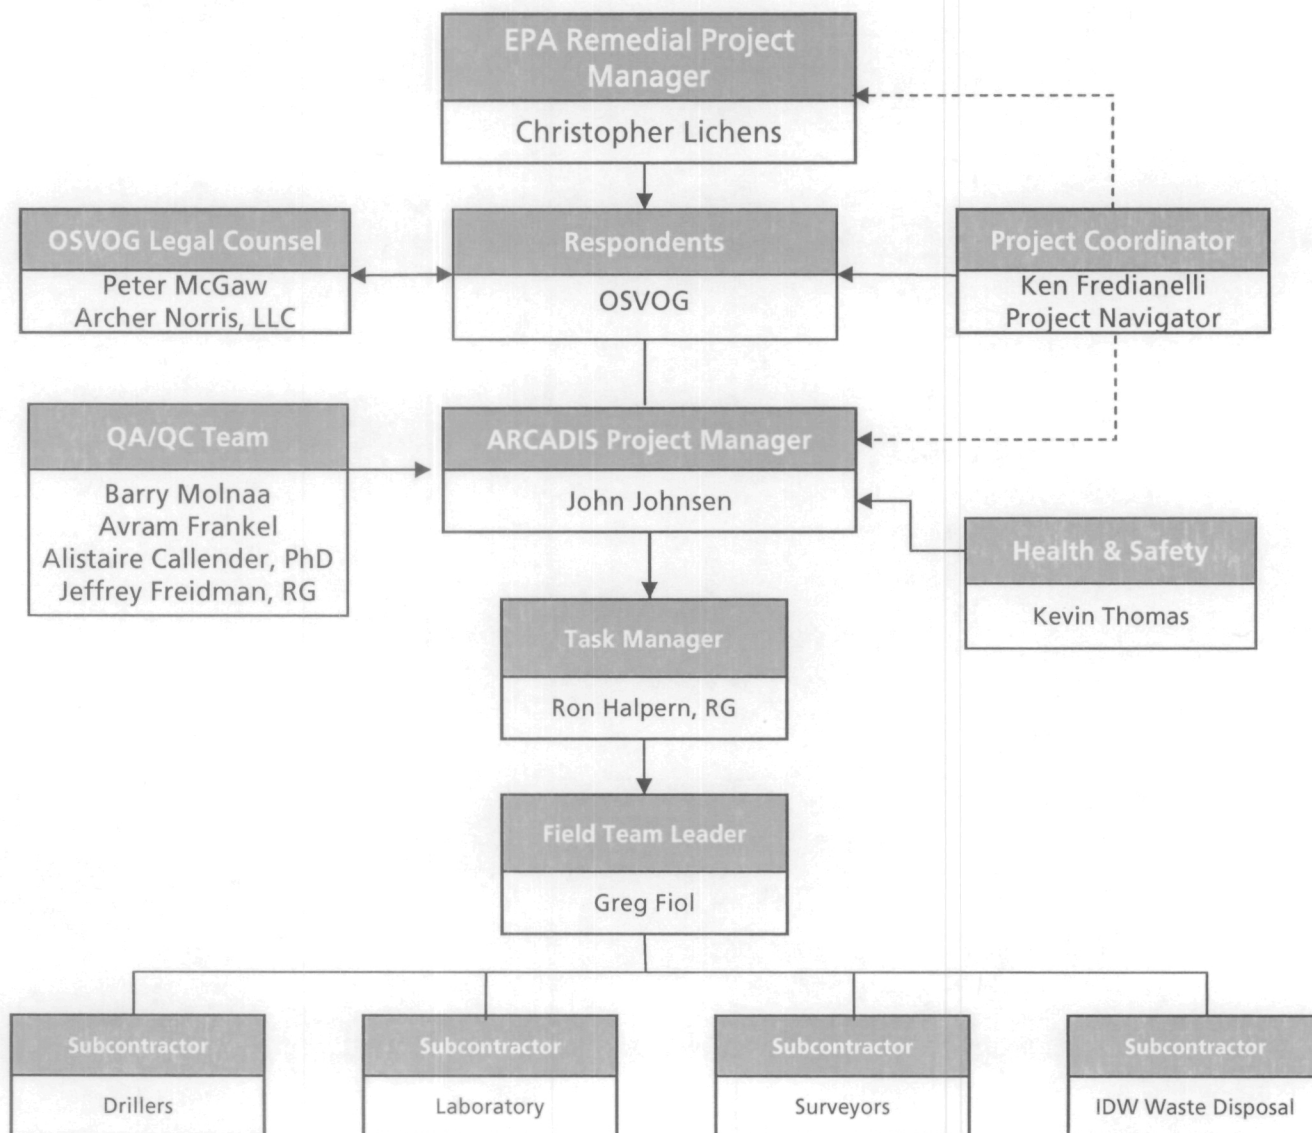 EPA Remedial Project
Manager
Christopher Lichens
OSVOG Legal Counsel
Peter McGaw
Archer Norris, LLC
Respondents
OSVOG
Project Coordinator
Ken Fredianelli
Project Navigator
QA/QC Team
Barry Molnaa
Avram Frankel
Alistaire Callender, PhD
Jeffrey Freidman, RG
ARCADIS Project Manager
John Johnsen
Health & Safety
Kevin Thomas
Task Manager
Ron Halpern, RG
Field Team Leader
Greg Fiol
Subcontractor
Drillers
Subcontractor
Laboratory
Subcontractor
Surveyors
Subcontractor
IDW Waste Disposal